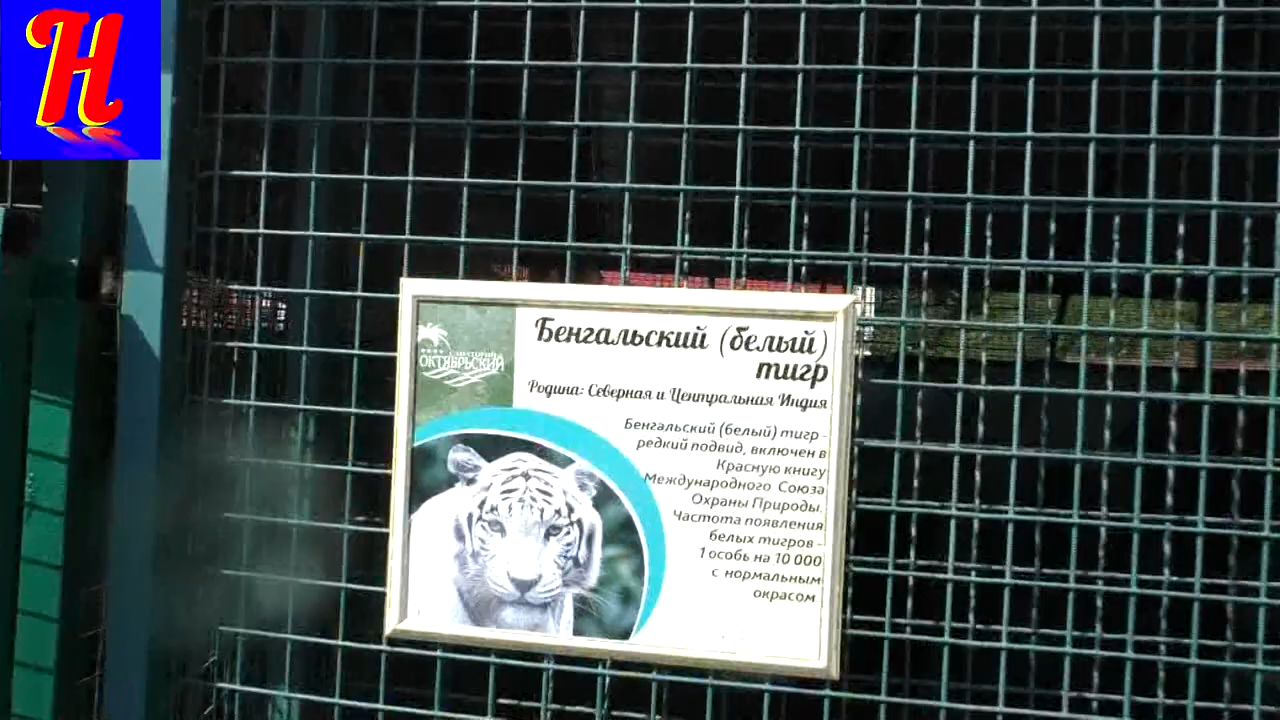 Н
Бенгальский (белый)
тигр
ОКТЯБРЬСКИЙ
Родина: Северная и Центральная Индия
Бенгальский (белый) тигр -
редкий подвид, включен в
Красную книгу
Международного Союза
Охраны Природы.
Частота появления
белых тигров -
1 особь на 10 000
с нормальным
окрасом